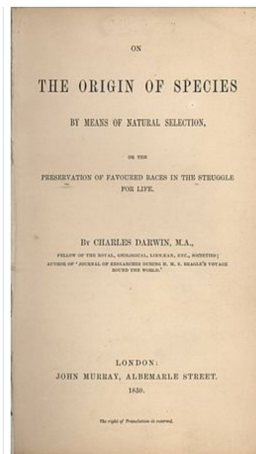 ON
THE ORIGIN OF SPECIES
BY MEANS OF NATURAL SELECTION,
OR THE
PRESERVATION OF FAVOURED RACES IN THE STRUGGLE
FOR LIFE.
BY CHARLES DARWIN, M.A.,
FELLOW OF THE ROYAL, GEOLOGICAL, LINNÆAN, ETC., SOCIETIES;
AUTHOR OF 'JOURNAL OF RESEARCHES DURING H. M. S. BEAGLE'S VOYAGE
ROUND THE WORLD.'
LONDON:
JOHN MURRAY, ALBEMARLE STREET.
1859.
The right of Translation is reserved.